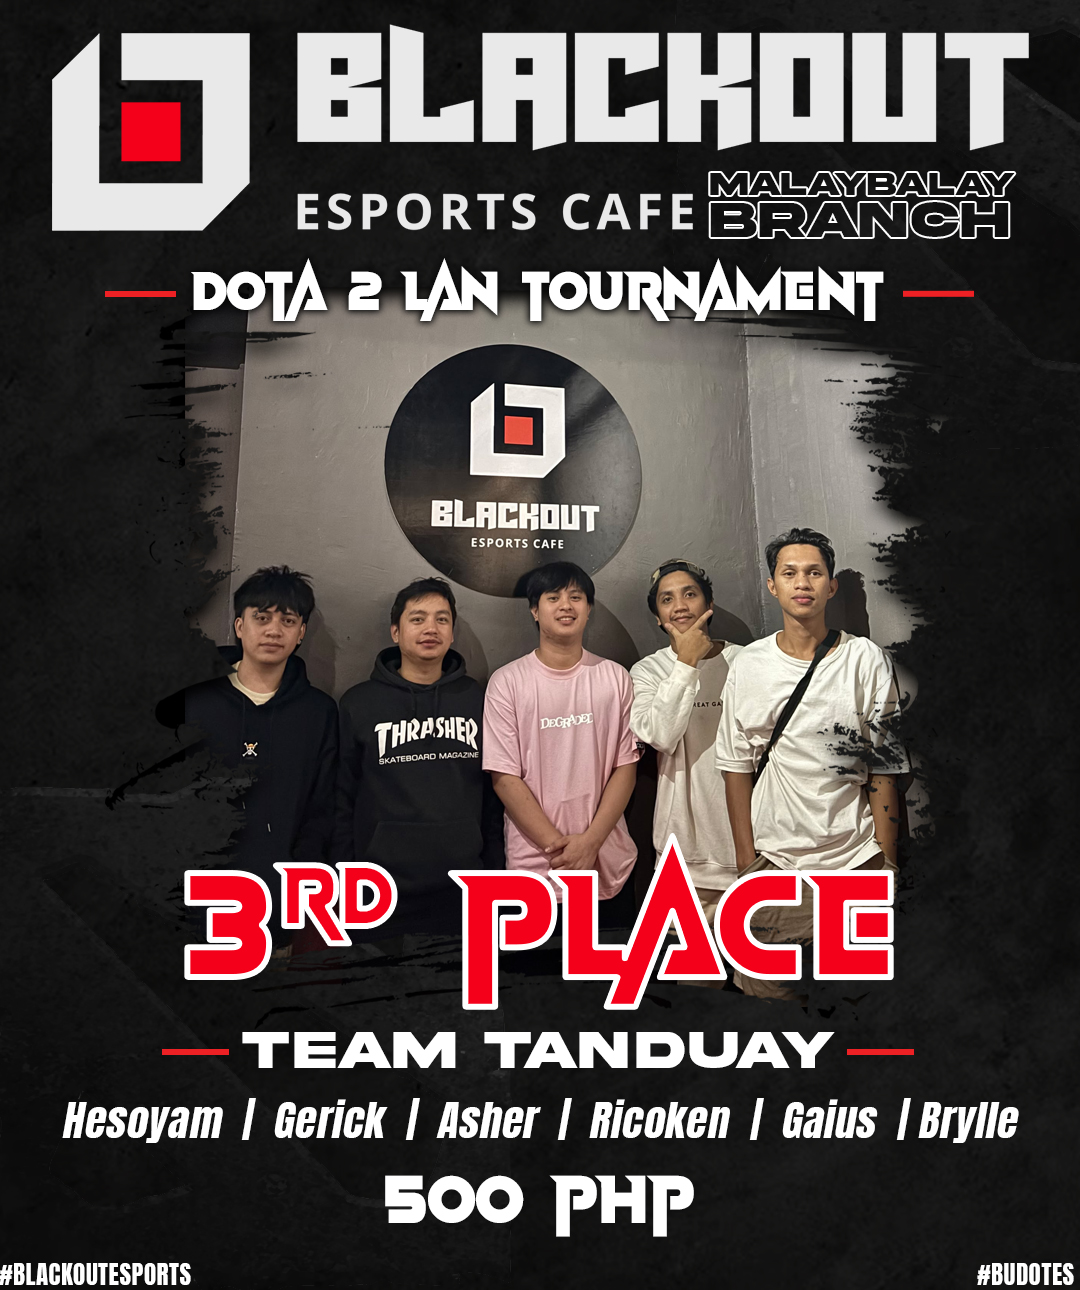 BLACKOUT
ESPORTS CAFE
MALAYBALAY
BRANCH
DOTA 2 LAN TOURNAMENT
BLACKOUT
ESPORTS CAFE
THRASHER
SKATEBOARD MAGAZINE
DEGRADED
3RD PLACE
TEAM TANDUAY
Hesoyam | Gerick | Asher | Ricoken | Gaius | Brylle
500 PHP
#BLACKOUTESPORTS
#BUDOTES